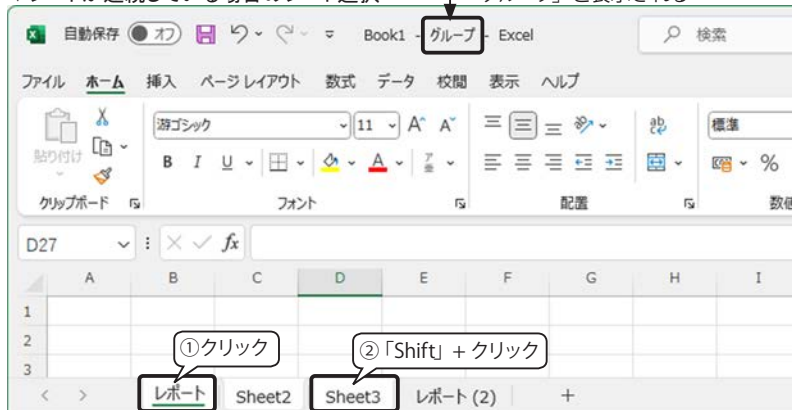 自動保存 オフ Book1 - グループ - Excel 検索
ファイル ホーム 挿入 ページ レイアウト 数式 データ 校閲 表示 ヘルプ
貼り付け 游ゴシック 11 A^ A˅ ab 標準
B I U A %
クリップボード フォント 配置 数値
D27 fx
A B C D E F G H I
1
2
①クリック ②「Shift」+ クリック
3
レポート Sheet2 Sheet3 レポート (2) +